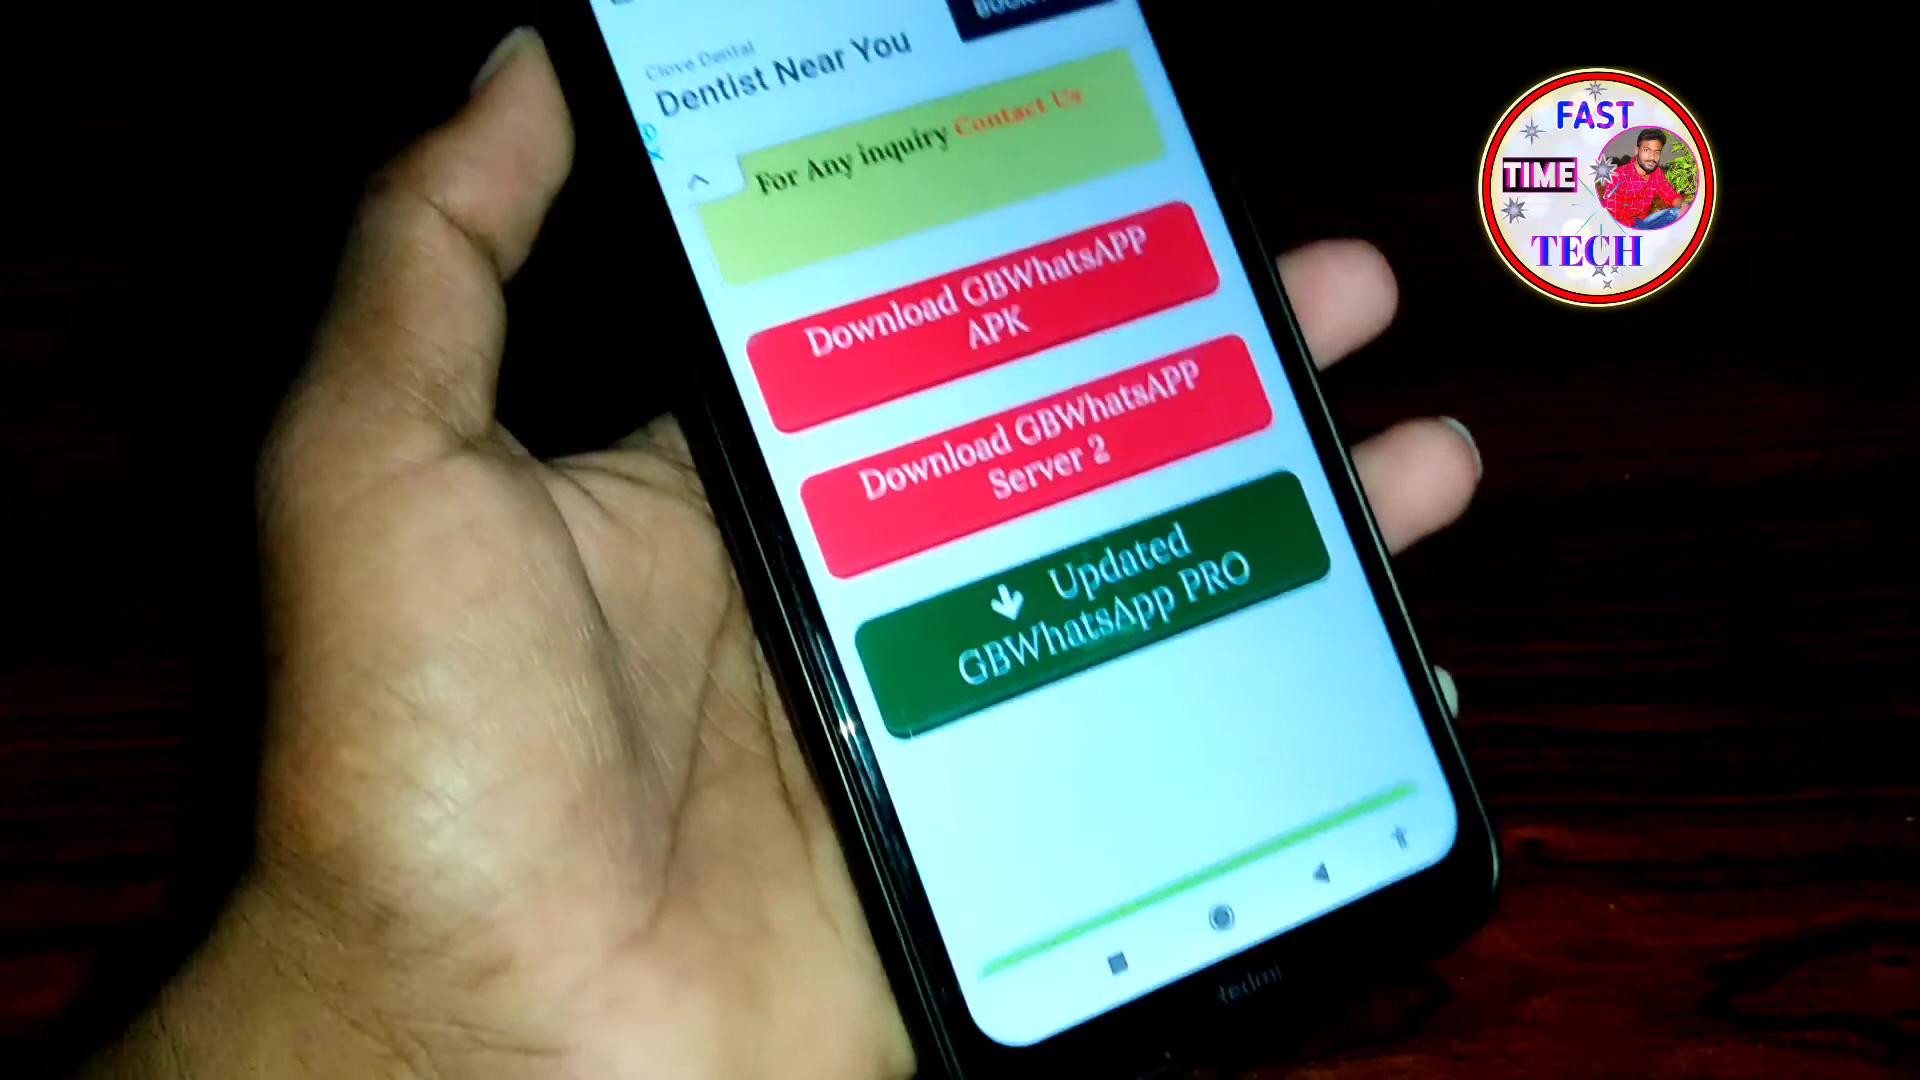 Clove Dental
Dentist Near You
For Any inquiry Contact Us
Download GBWhatsAPP
APK
Download GBWhatsAPP
Server 2
Updated
GBWhatsApp PRO
Redmi
FAST
TIME
TECH